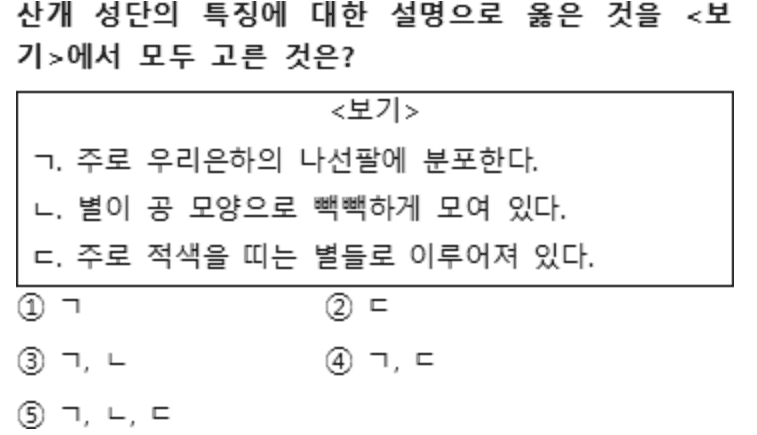 산개 성단의 특징에 대한 설명으로 옳은 것을 <보
기>에서 모두 고른 것은?
<보기>
ㄱ. 주로 우리은하의 나선팔에 분포한다.
ㄴ. 별이 공 모양으로 빽빽하게 모여 있다.
ㄷ. 주로 적색을 띠는 별들로 이루어져 있다.
① ㄱ ② ㄷ
③ ㄱ, ㄴ ④ ㄱ, ㄷ
⑤ ㄱ, ㄴ, ㄷ